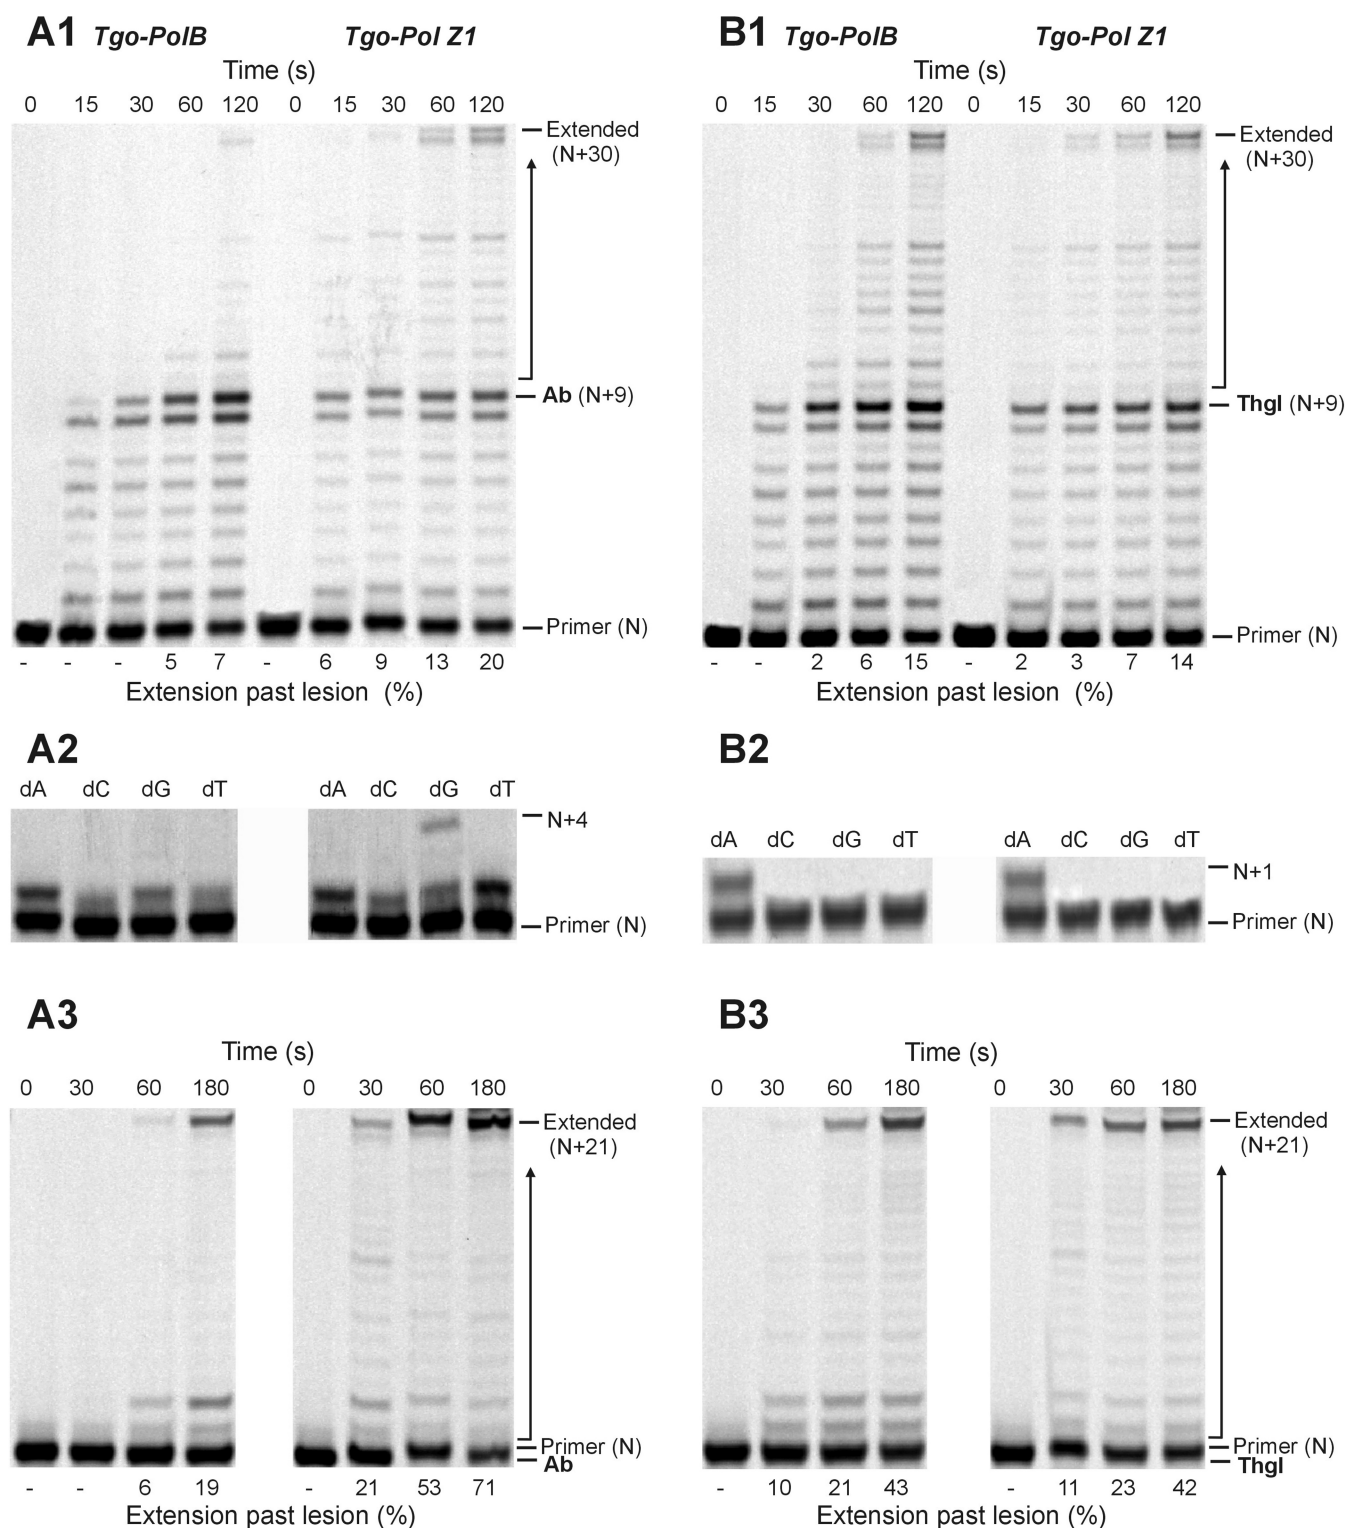 A1 Tgo-PolB Tgo-Pol Z1
Time (s)
0 15 30 60 120 0 15 30 60 120
Extended
(N+30)
Ab (N+9)
Primer (N)
- - - 5 7 - 6 9 13 20
Extension past lesion (%)
B1 Tgo-PolB Tgo-Pol Z1
Time (s)
0 15 30 60 120 0 15 30 60 120
Extended
(N+30)
Thgl (N+9)
Primer (N)
- - 2 6 15 - 2 3 7 14
Extension past lesion (%)
A2
dA dC dG dT dA dC dG dT
N+4
Primer (N)
B2
dA dC dG dT dA dC dG dT
N+1
Primer (N)
A3
Time (s)
0 30 60 180 0 30 60 180
Extended
(N+21)
Primer (N)
Ab
- - 6 19 - 21 53 71
Extension past lesion (%)
B3
Time (s)
0 30 60 180 0 30 60 180
Extended
(N+21)
Primer (N)
Thgl
- 10 21 43 - 11 23 42
Extension past lesion (%)